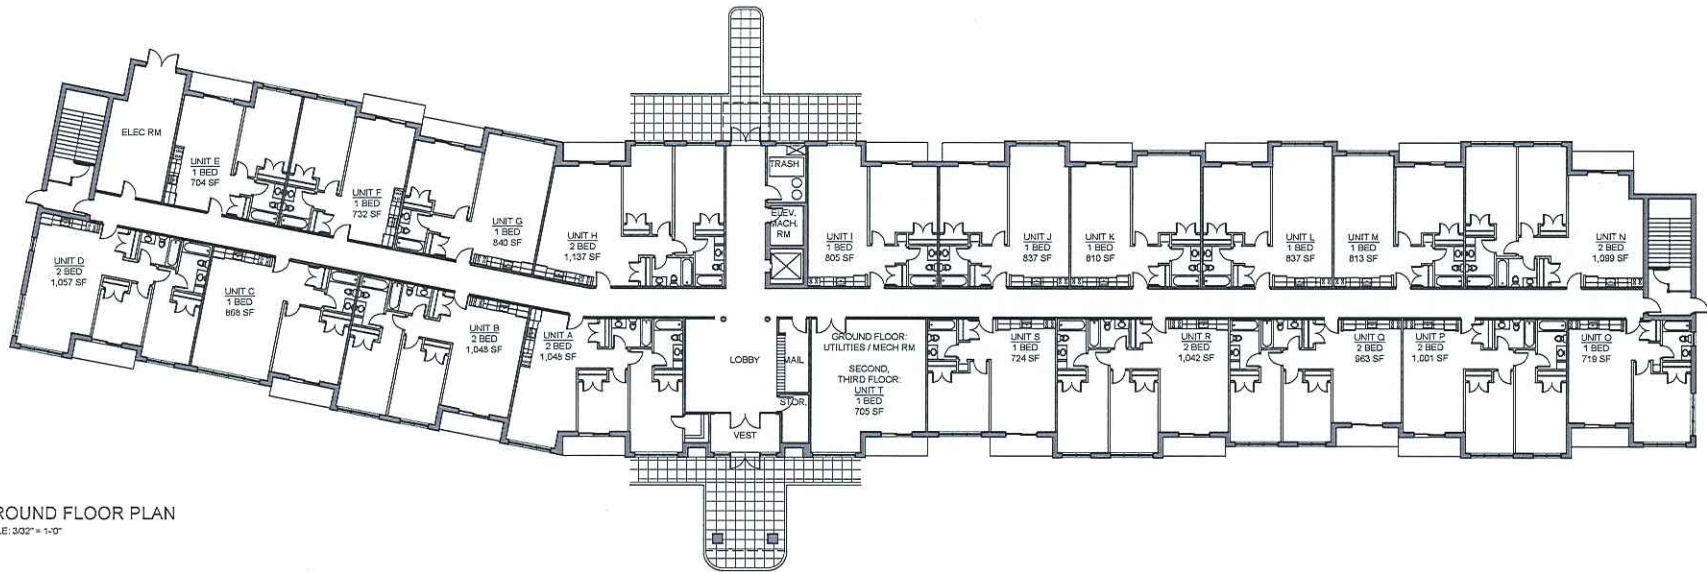 ELEC RM
UNIT E
1 BED
704 SF
UNIT F
1 BED
732 SF
UNIT G
1 BED
840 SF
UNIT H
2 BED
1,137 SF
TRASH
ELEV.
MACH.
RM
UNIT I
1 BED
805 SF
UNIT J
1 BED
837 SF
UNIT K
1 BED
810 SF
UNIT L
1 BED
837 SF
UNIT M
1 BED
813 SF
UNIT N
2 BED
1,099 SF
UNIT D
2 BED
1,057 SF
UNIT C
1 BED
868 SF
UNIT B
2 BED
1,048 SF
UNIT A
2 BED
1,048 SF
LOBBY
MAIL
STOR.
VEST
GROUND FLOOR:
UTILITIES / MECH RM
SECOND,
THIRD FLOOR:
UNIT T
1 BED
705 SF
UNIT S
1 BED
724 SF
UNIT R
2 BED
1,042 SF
UNIT Q
2 BED
963 SF
UNIT P
2 BED
1,001 SF
UNIT O
1 BED
719 SF
ROUND FLOOR PLAN
LE: 3/32" = 1'-0"